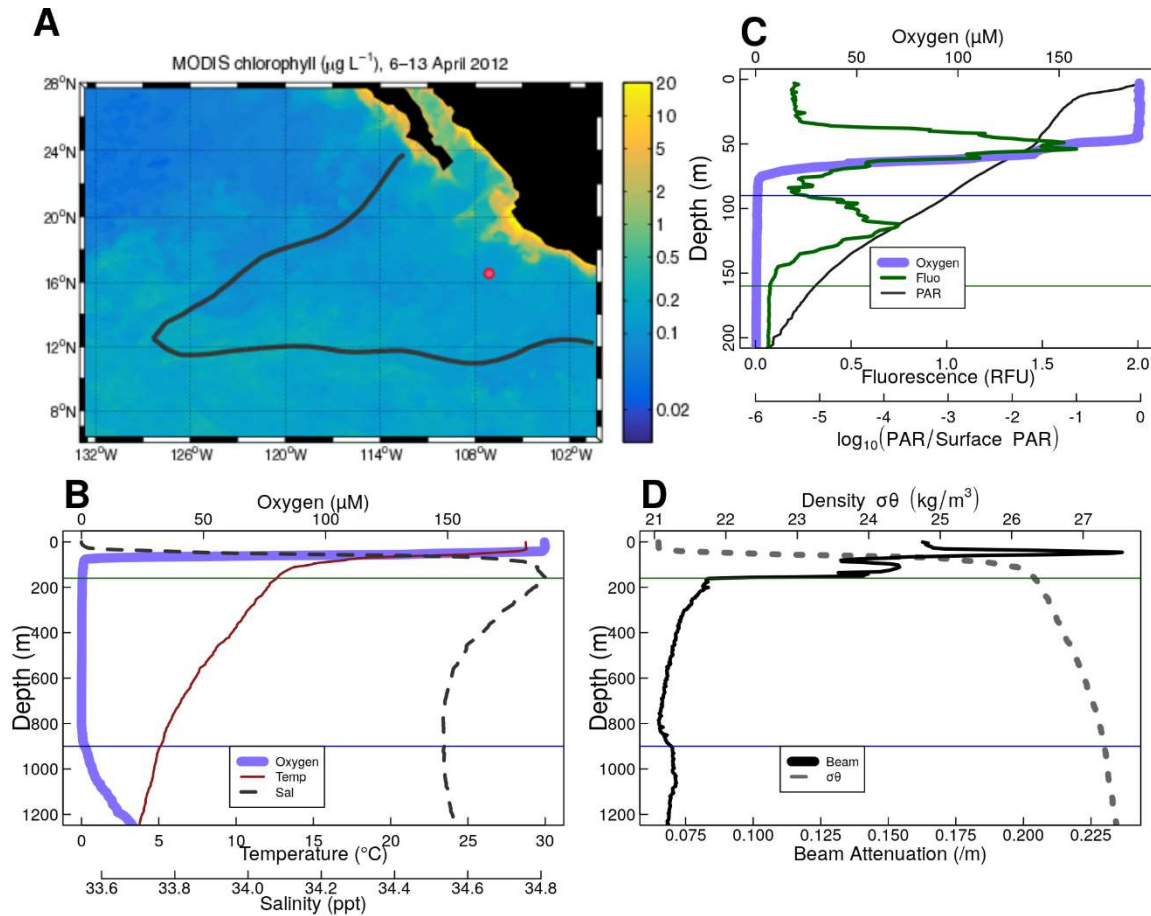 A
MODIS chlorophyll (μg L⁻¹), 6–13 April 2012
28°N
24°N
20°N
16°N
12°N
8°N
132°W 126°W 120°W 114°W 108°W 102°W
20
10
5
2
1
0.5
0.2
0.1
0.02
C
Oxygen (μM)
0 50 100 150
Depth (m)
0
50
100
150
200
Oxygen
Fluo
PAR
0.0 0.5 1.0 1.5 2.0
Fluorescence (RFU)
-6 -5 -4 -3 -2 -1 0
log₁₀(PAR/Surface PAR)
B
Oxygen (μM)
0 50 100 150
Depth (m)
0
200
400
600
800
1000
1200
Oxygen
Temp
Sal
0 5 10 15 20 25 30
Temperature (°C)
33.6 33.8 34.0 34.2 34.4 34.6 34.8
Salinity (ppt)
D
Density σθ (kg/m³)
21 22 23 24 25 26 27
Depth (m)
0
200
400
600
800
1000
1200
Beam
σθ
0.075 0.100 0.125 0.150 0.175 0.200 0.225
Beam Attenuation (/m)